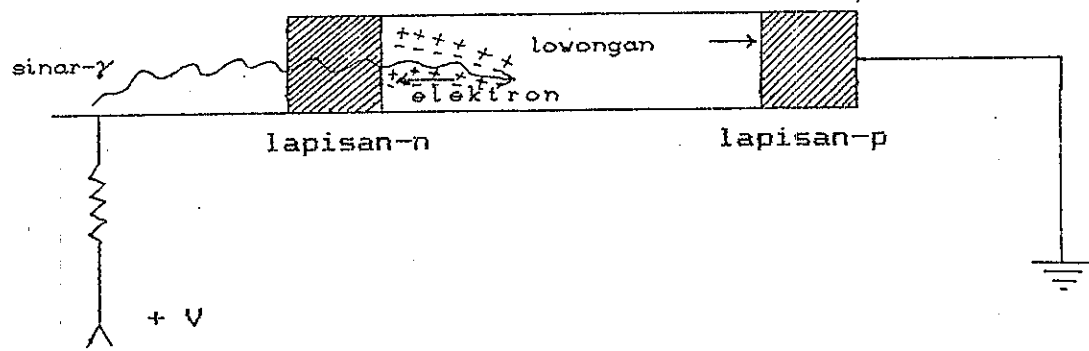 lowongan
sinar-γ
elektron
lapisan-n
lapisan-p
+ V